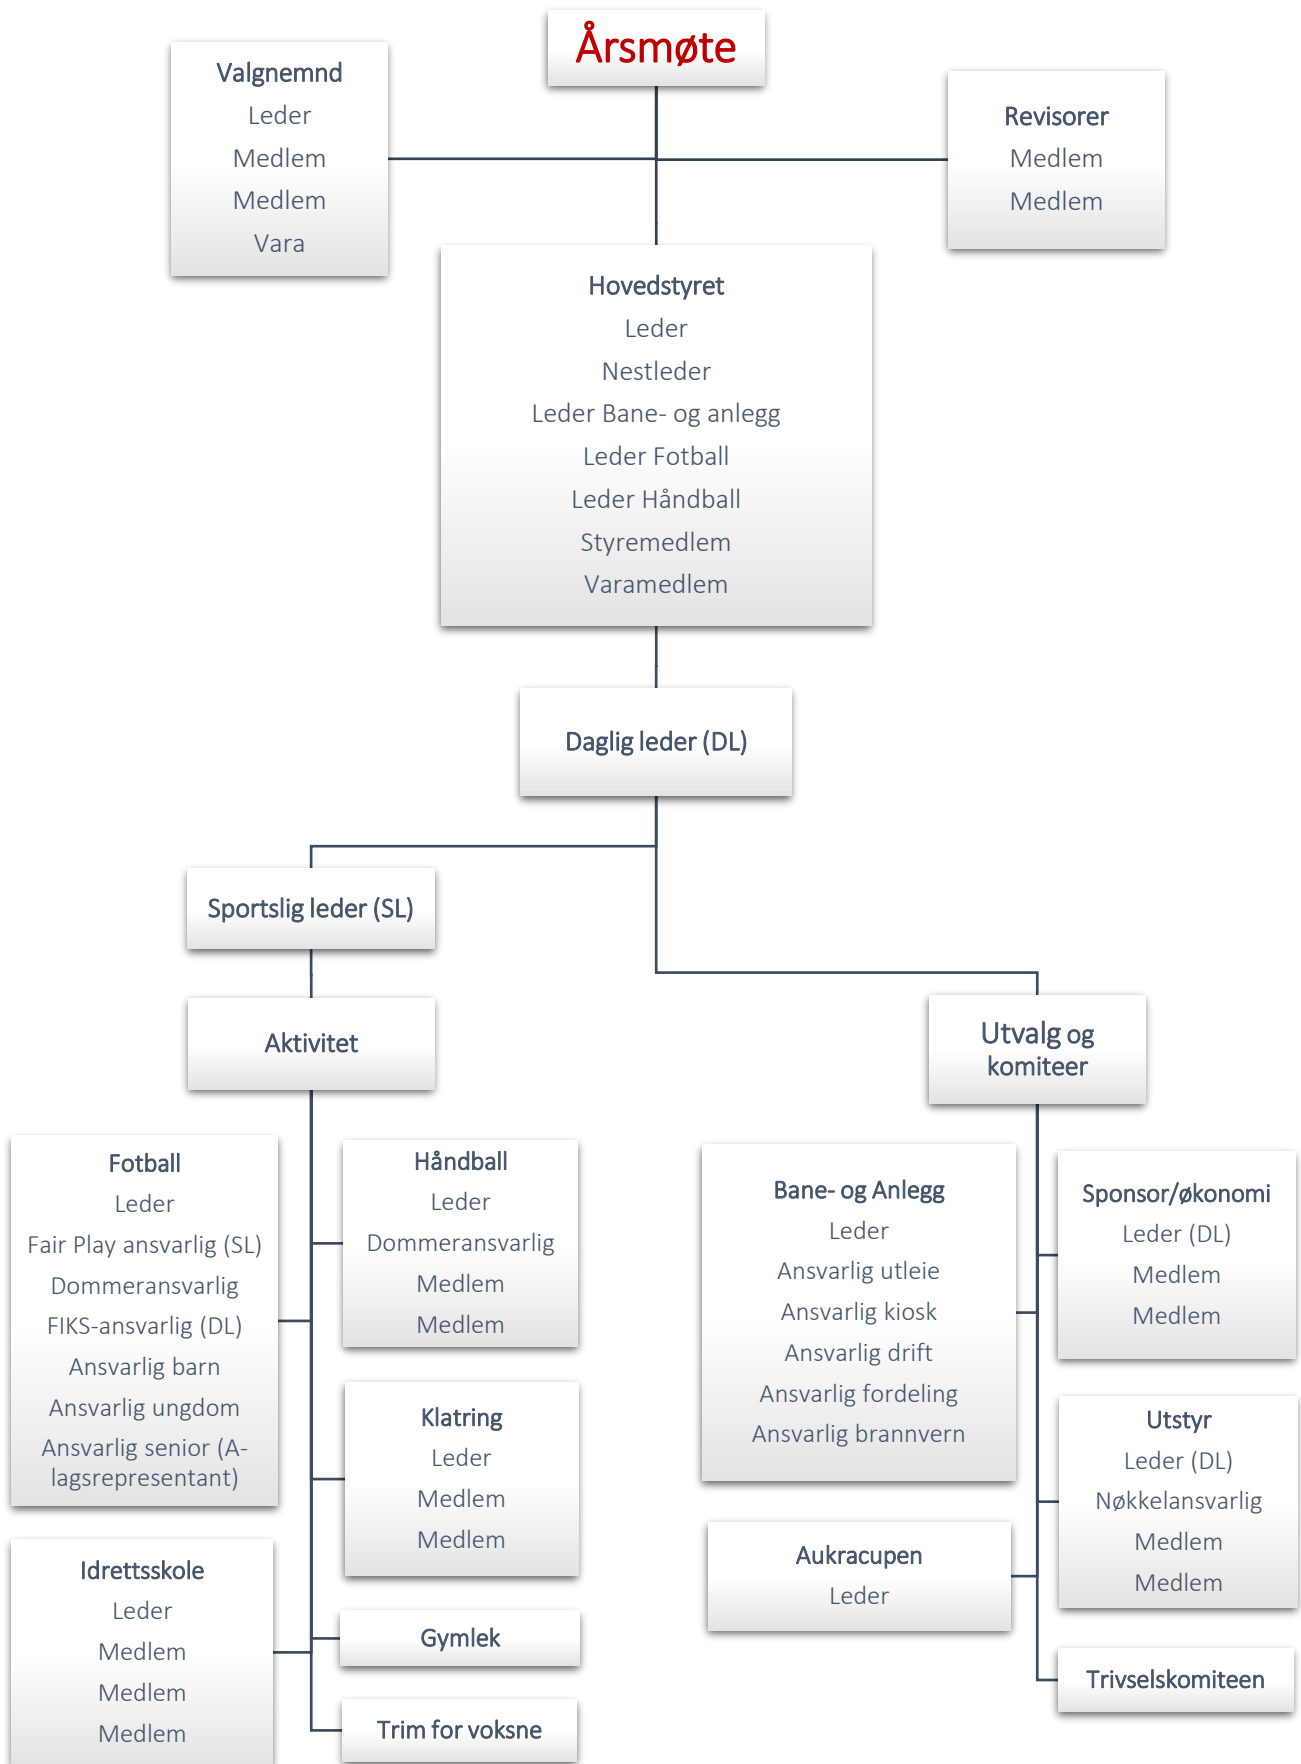 Årsmøte
Valgnemnd
Leder
Medlem
Medlem
Vara
Revisorer
Medlem
Medlem
Hovedstyret
Leder
Nestleder
Leder Bane- og anlegg
Leder Fotball
Leder Håndball
Styremedlem
Varamedlem
Daglig leder (DL)
Sportslig leder (SL)
Aktivitet
Utvalg og
komiteer
Fotball
Leder
Fair Play ansvarlig (SL)
Dommeransvarlig
FIKS-ansvarlig (DL)
Ansvarlig barn
Ansvarlig ungdom
Ansvarlig senior (A-
lagsrepresentant)
Håndball
Leder
Dommeransvarlig
Medlem
Medlem
Klatring
Leder
Medlem
Medlem
Idrettsskole
Leder
Medlem
Medlem
Medlem
Gymlek
Trim for voksne
Bane- og Anlegg
Leder
Ansvarlig utleie
Ansvarlig kiosk
Ansvarlig drift
Ansvarlig fordeling
Ansvarlig brannvern
Sponsor/økonomi
Leder (DL)
Medlem
Medlem
Utstyr
Leder (DL)
Nøkkelansvarlig
Medlem
Medlem
Aukracupen
Leder
Trivselskomiteen